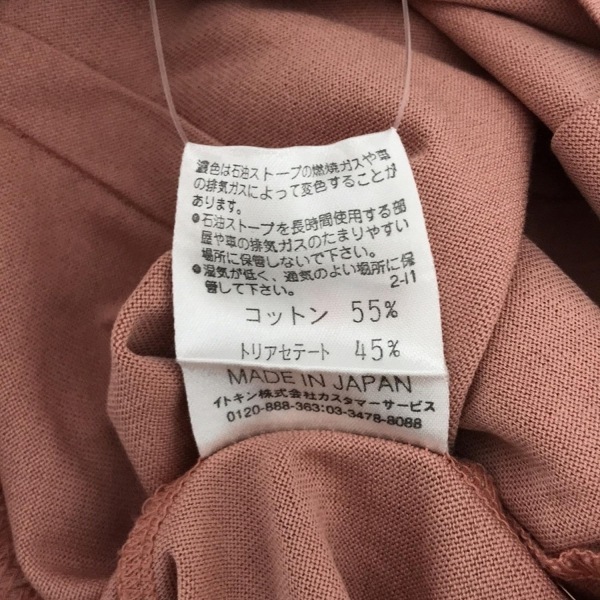 濃色は石油ストーブの燃焼ガスや車
の排気ガスによって変色することが
あります。
●石油ストーブを長時間使用する部
屋や車の排気ガスのたまりやすい
場所に保管しないで下さい。
●湿気が低く、通気のよい場所に保
管して下さい。 2-11
コットン 55%
トリアセテート 45%
MADE IN JAPAN
イトキン株式会社カスタマーサービス
0120-888-363:03-3478-8088